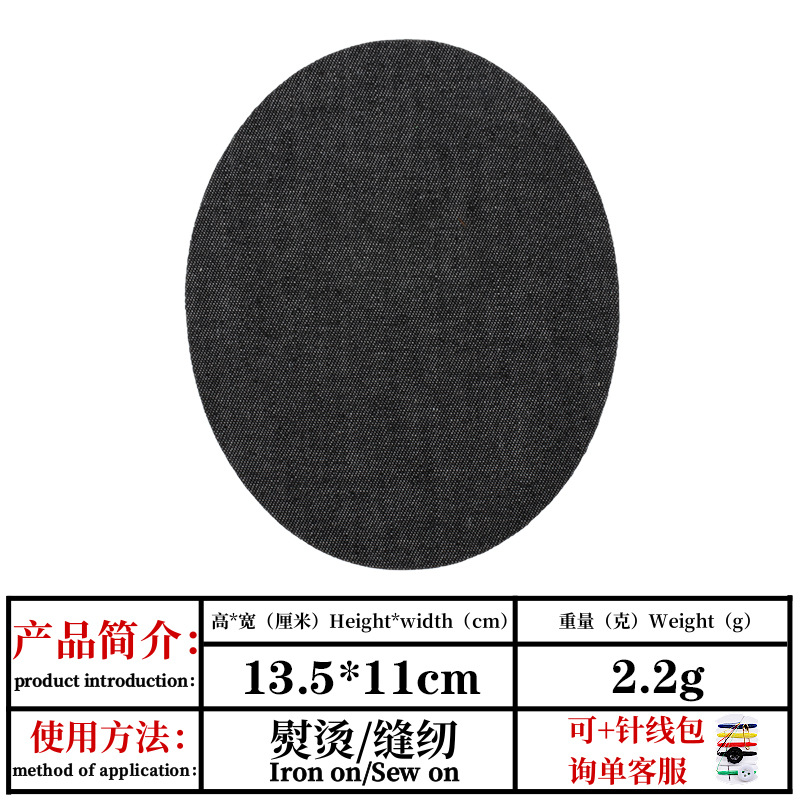 产品简介：
product introduction:
高*宽（厘米）Height*width（cm）
重量（克）Weight（g）
13.5*11cm
2.2g
使用方法：
method of application:
熨烫/缝纫
Iron on/Sew on
可+针线包
询单客服